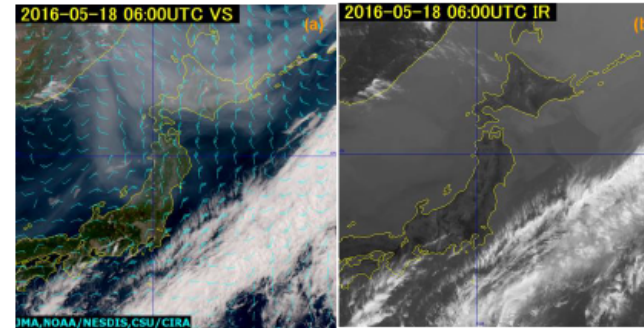 2016-05-18 06:00UTC VS
(a)
2016-05-18 06:00UTC IR
(b
JMA,NOAA/NESDIS,CSU/CIRA